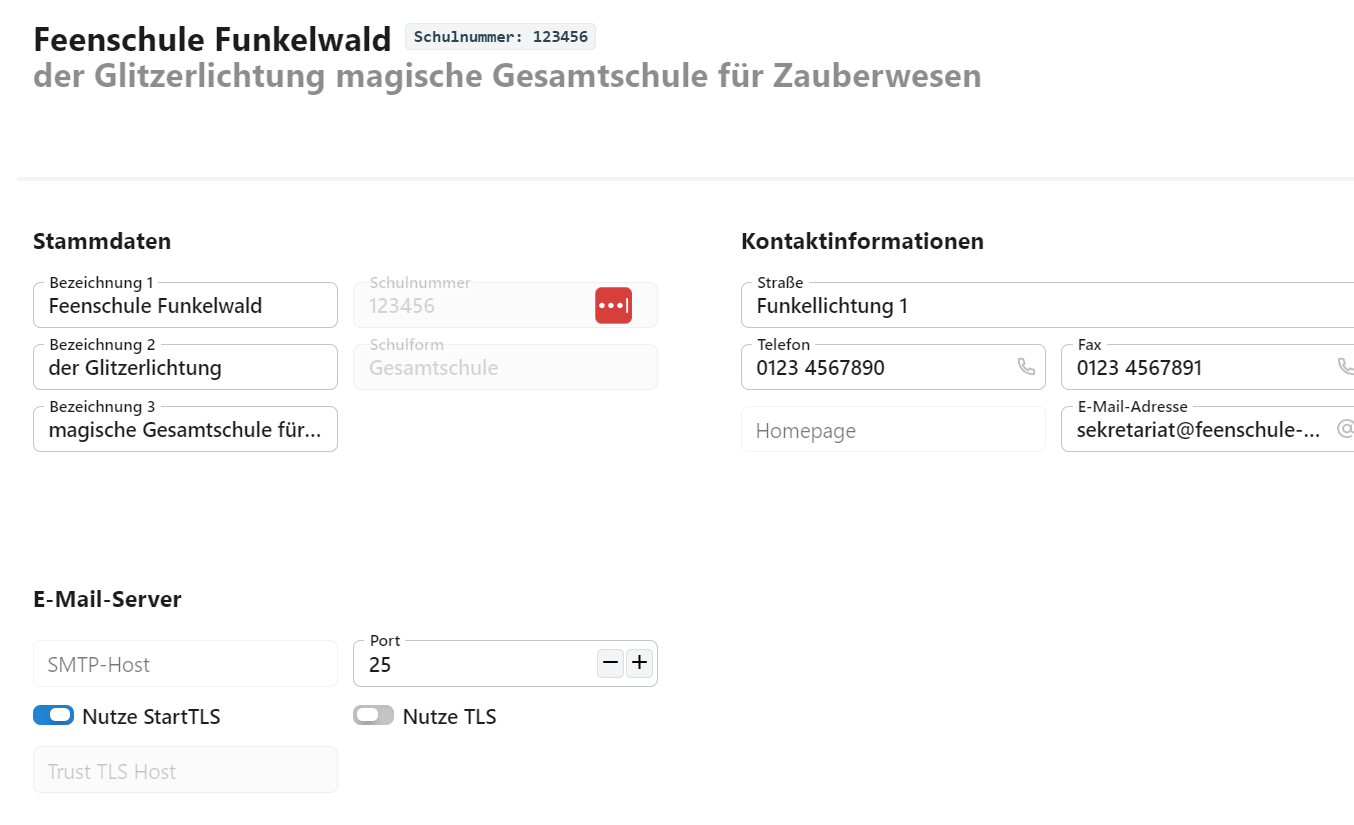 Feenschule Funkelwald Schulnummer: 123456
der Glitzerlichtung magische Gesamtschule für Zauberwesen
Stammdaten
Bezeichnung 1
Feenschule Funkelwald
Schulnummer
123456
Bezeichnung 2
der Glitzerlichtung
Schulform
Gesamtschule
Bezeichnung 3
magische Gesamtschule für...
Kontaktinformationen
Straße
Funkellichtung 1
Telefon
0123 4567890
Fax
0123 4567891
Homepage
E-Mail-Adresse
sekretariat@feenschule-...
E-Mail-Server
SMTP-Host
Port
25
Nutze StartTLS
Nutze TLS
Trust TLS Host